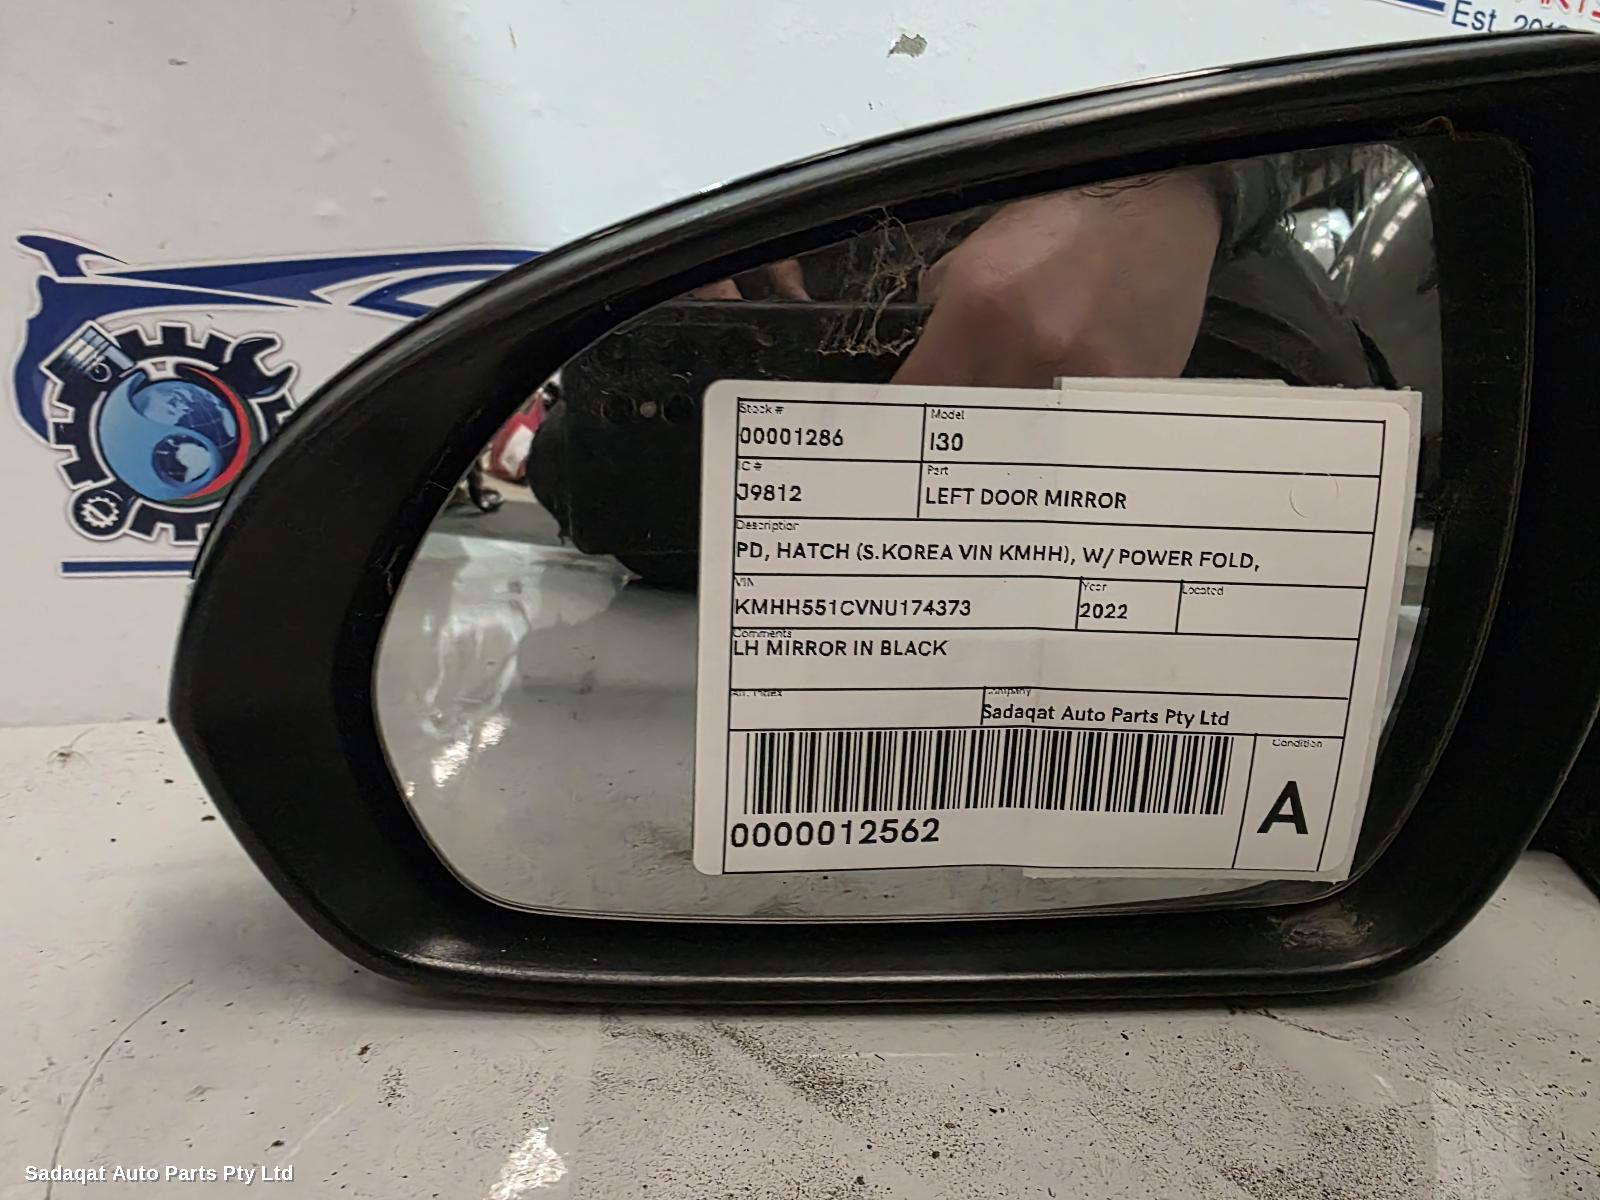 Est. 2018
Stock #
00001286
Model
I30
IC #
J9812
Part
LEFT DOOR MIRROR
Description
PD, HATCH (S.KOREA VIN KMHH), W/ POWER FOLD,
VIN
KMHH551CVNU174373
Year
2022
Located
Comments
LH MIRROR IN BLACK
Company
Sadaqat Auto Parts Pty Ltd
0000012562
Condition
A
Sadaqat Auto Parts Pty Ltd